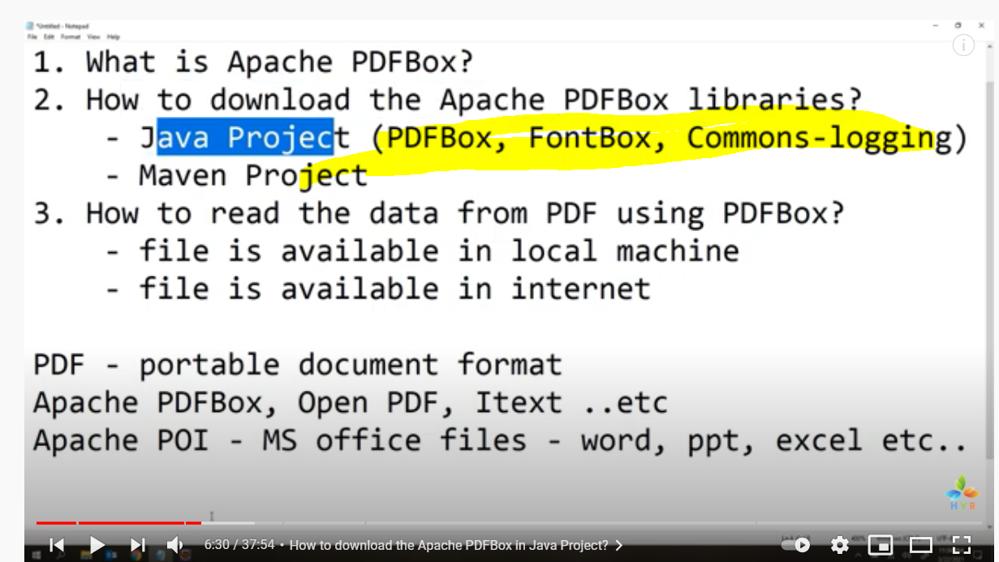 *Untitled - Notepad
File Edit Format View Help
1. What is Apache PDFBox?
2. How to download the Apache PDFBox libraries?
- Java Project (PDFBox, FontBox, Commons-logging)
- Maven Project
3. How to read the data from PDF using PDFBox?
- file is available in local machine
- file is available in internet
PDF - portable document format
Apache PDFBox, Open PDF, Itext ..etc
Apache POI - MS office files - word, ppt, excel etc..
HYR
6:30 / 37:54 • How to download the Apache PDFBox in Java Project?